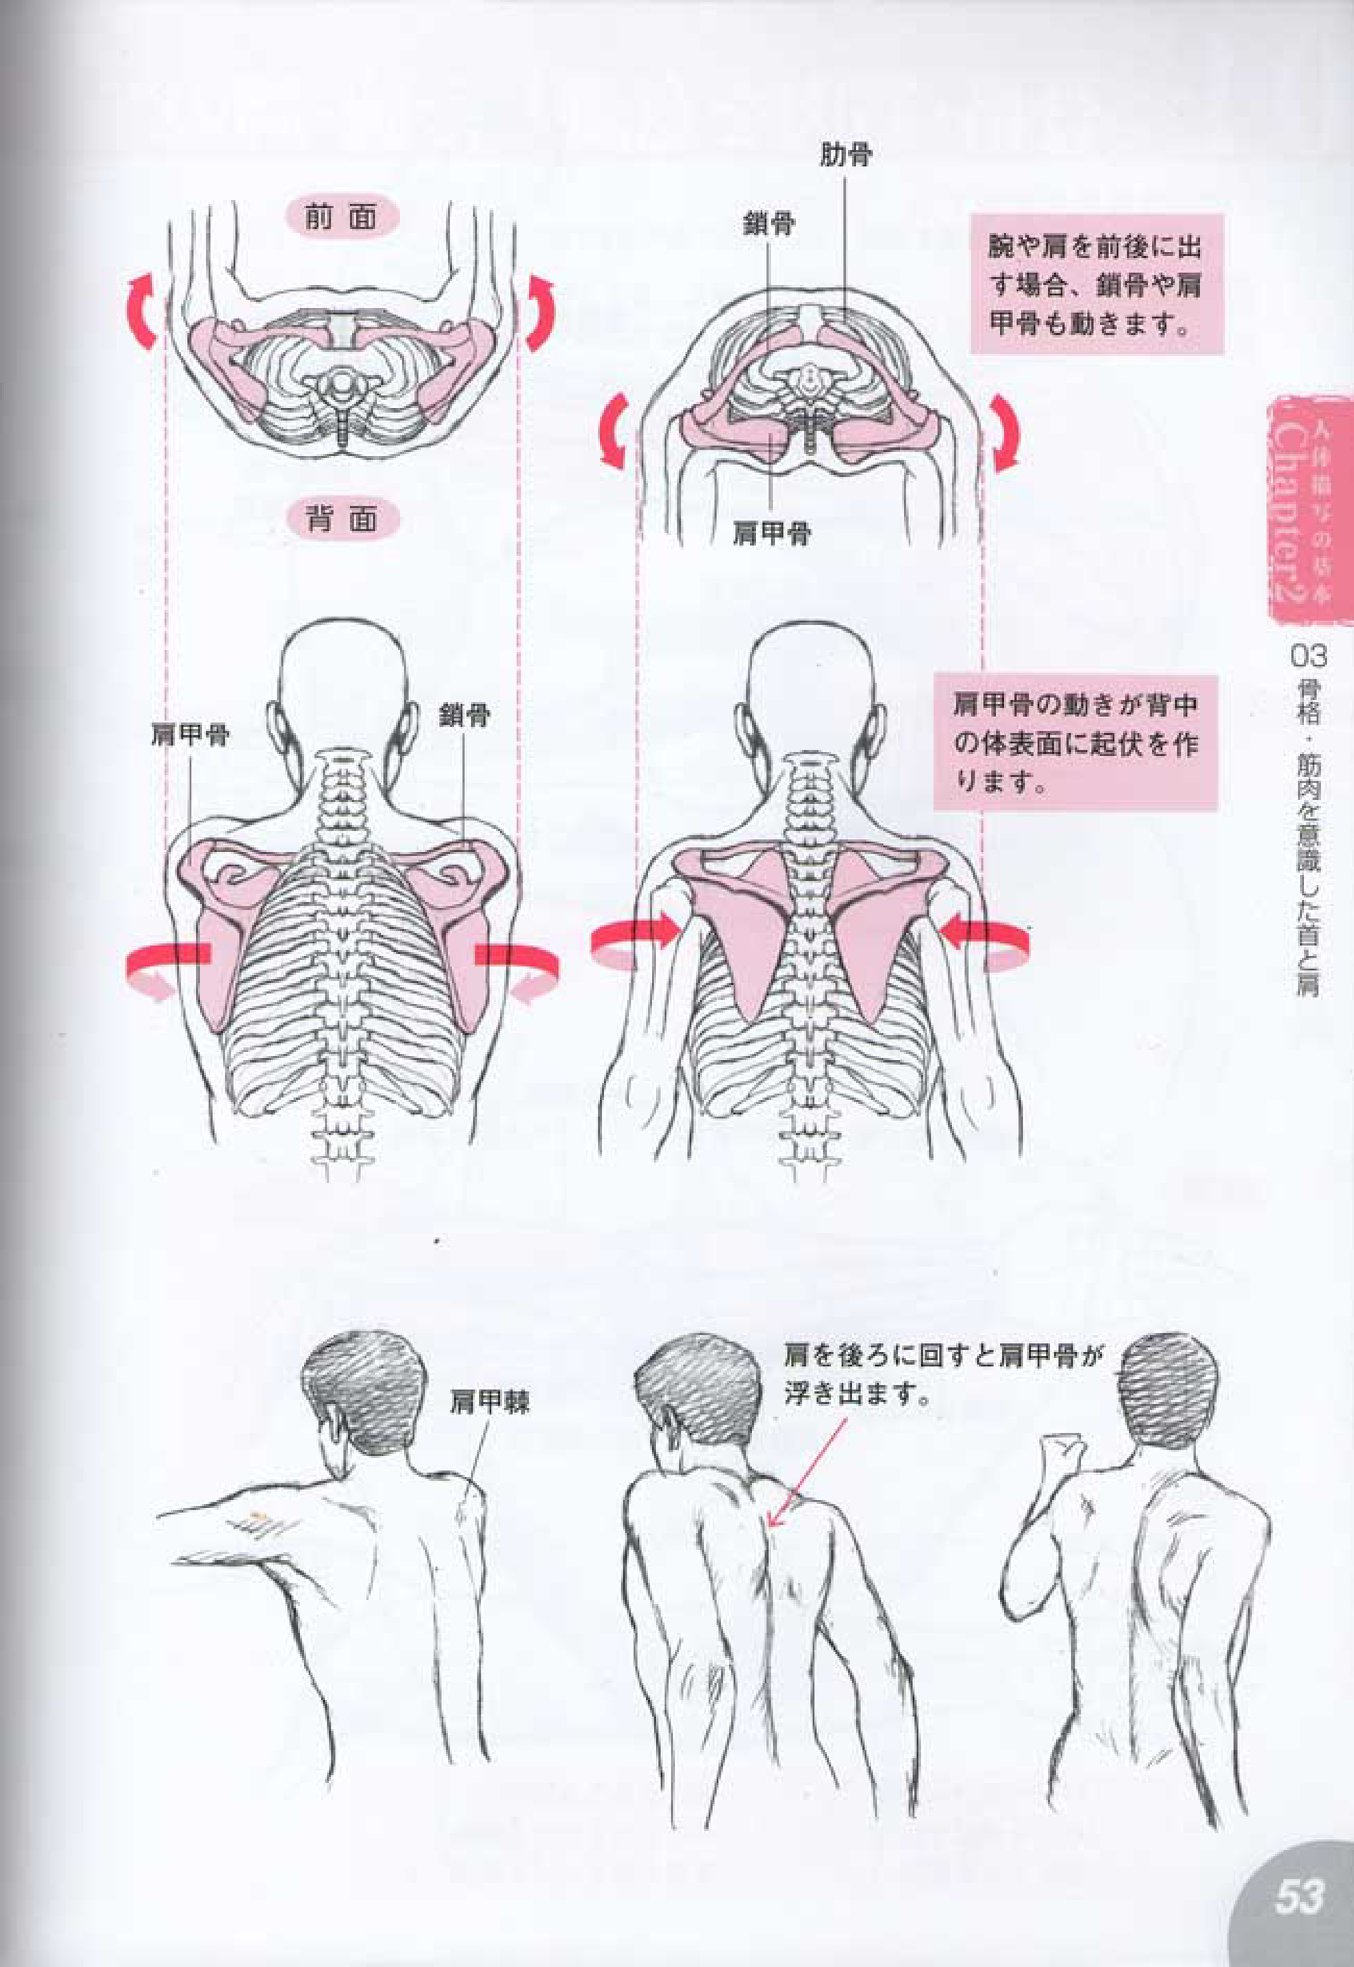 肋骨
前 面
鎖骨
腕や肩を前後に出
す場合、鎖骨や肩
甲骨も動きます。
背 面
肩甲骨
肩甲骨
鎖骨
肩甲骨の動きが背中
の体表面に起伏を作
ります。
人体描写の基本
Chapter2
03 骨格・筋肉を意識した首と肩
肩甲棘
肩を後ろに回すと肩甲骨が
浮き出ます。
53